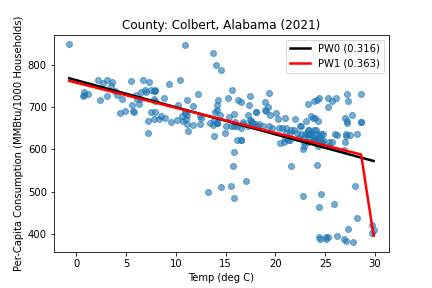 County: Colbert, Alabama (2021)
Per-Capita Consumption (MMBtu/1000 Households)
800
700
600
500
400
PW0 (0.316)
PW1 (0.363)
0
5
10
15
20
25
30
Temp (deg C)